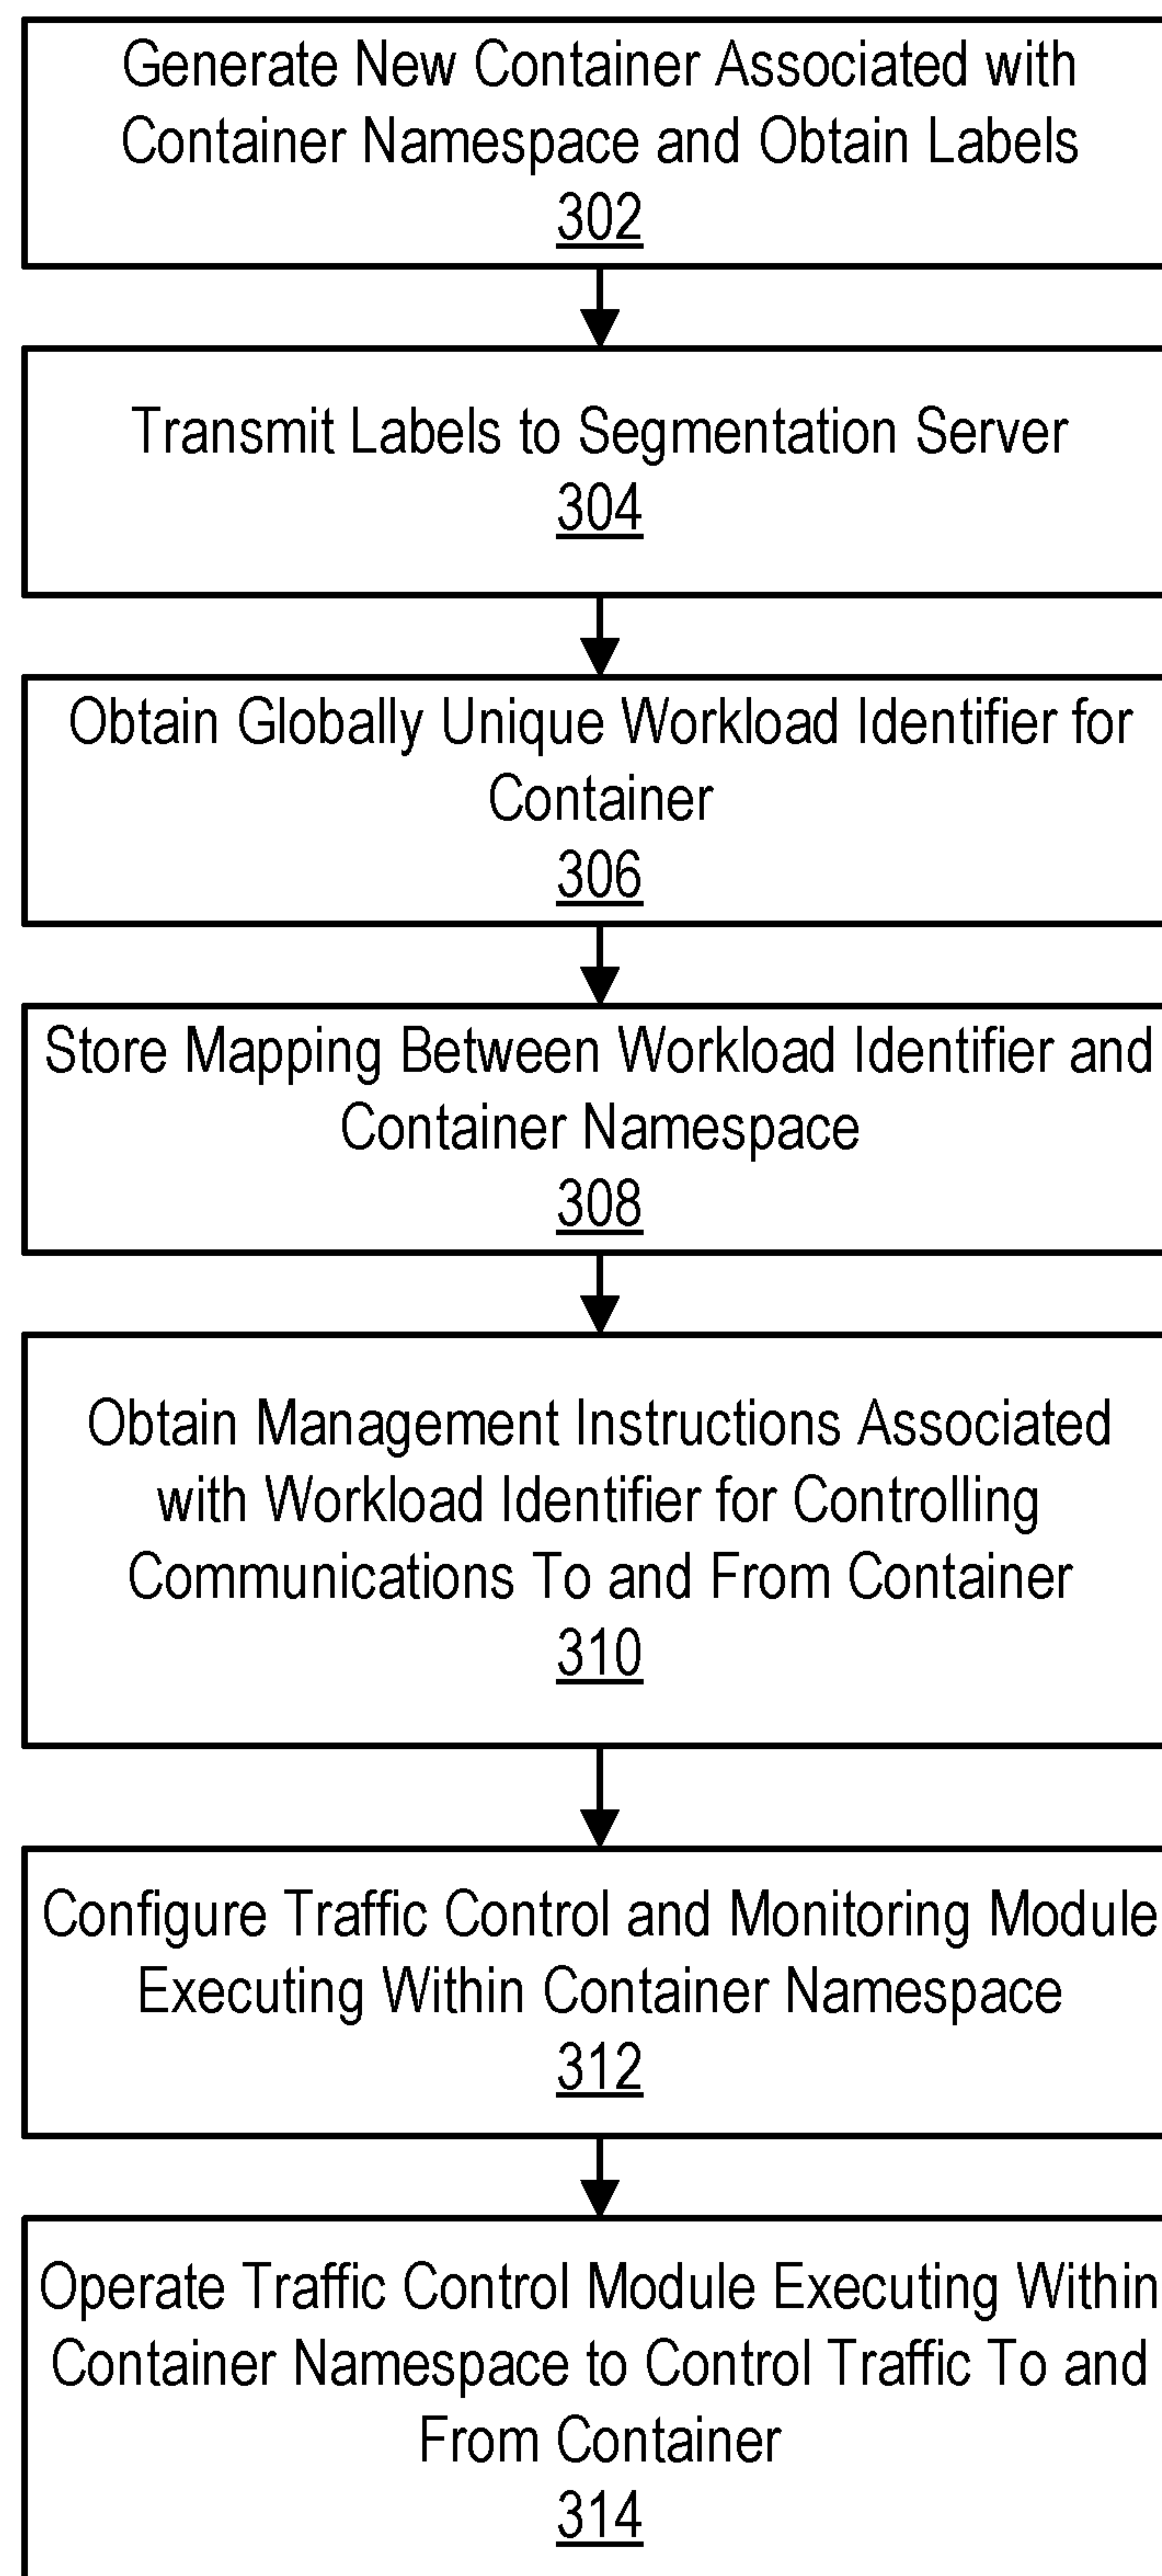 Generate New Container Associated with
Container Namespace and Obtain Labels
302
Transmit Labels to Segmentation Server
304
Obtain Globally Unique Workload Identifier for
Container
306
Store Mapping Between Workload Identifier and
Container Namespace
308
Obtain Management Instructions Associated
with Workload Identifier for Controlling
Communications To and From Container
310
Configure Traffic Control and Monitoring Module
Executing Within Container Namespace
312
Operate Traffic Control Module Executing Within
Container Namespace to Control Traffic To and
From Container
314